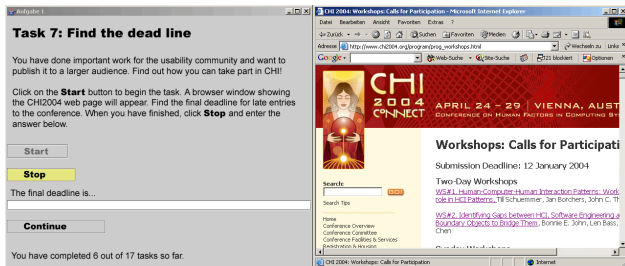 Aufgabe 1
Task 7: Find the dead line
You have done important work for the usability community and want to
publish it to a larger audience. Find out how you can take part in CHI!
Click on the Start button to begin the task. A browser window showing
the CHI2004 web page will appear. Find the final deadline for late entries
to the conference. When you have finished, click Stop and enter the
answer below.
Start
Stop
The final deadline is...
Continue
You have completed 6 out of 17 tasks so far.
CHI 2004: Workshops: Calls for Participation - Microsoft Internet Explorer
Datei Bearbeiten Ansicht Favoriten Extras ?
Zurück Suchen Favoriten Medien
Adresse http://www.chi2004.org/program/prog_workshops.html Wechseln zu Links
Google Web-Suche Site-Suche 521 blockiert Optionen
CHI
2004
CONNECT
APRIL 24 – 29 | VIENNA, AUST
CONFERENCE ON HUMAN FACTORS IN COMPUTING SY
Workshops: Calls for Participati
Submission Deadline: 12 January 2004
Two-Day Workshops
WS#1. Human-Computer-Human Interaction Patterns: Work
role in HCI Patterns, Till Schuemmer, Jan Borchers, John C. Th
WS#2. Identifying Gaps between HCI, Software Engineering a
Boundary Objects to Bridge Them, Bonnie E. John, Len Bass,
Chen
Search:
Search Tips
Home
Conference Overview
Conference Committee
Conference Facilities & Services
Registration & Housing
CHI 2004: Workshops: Calls for Participation Internet